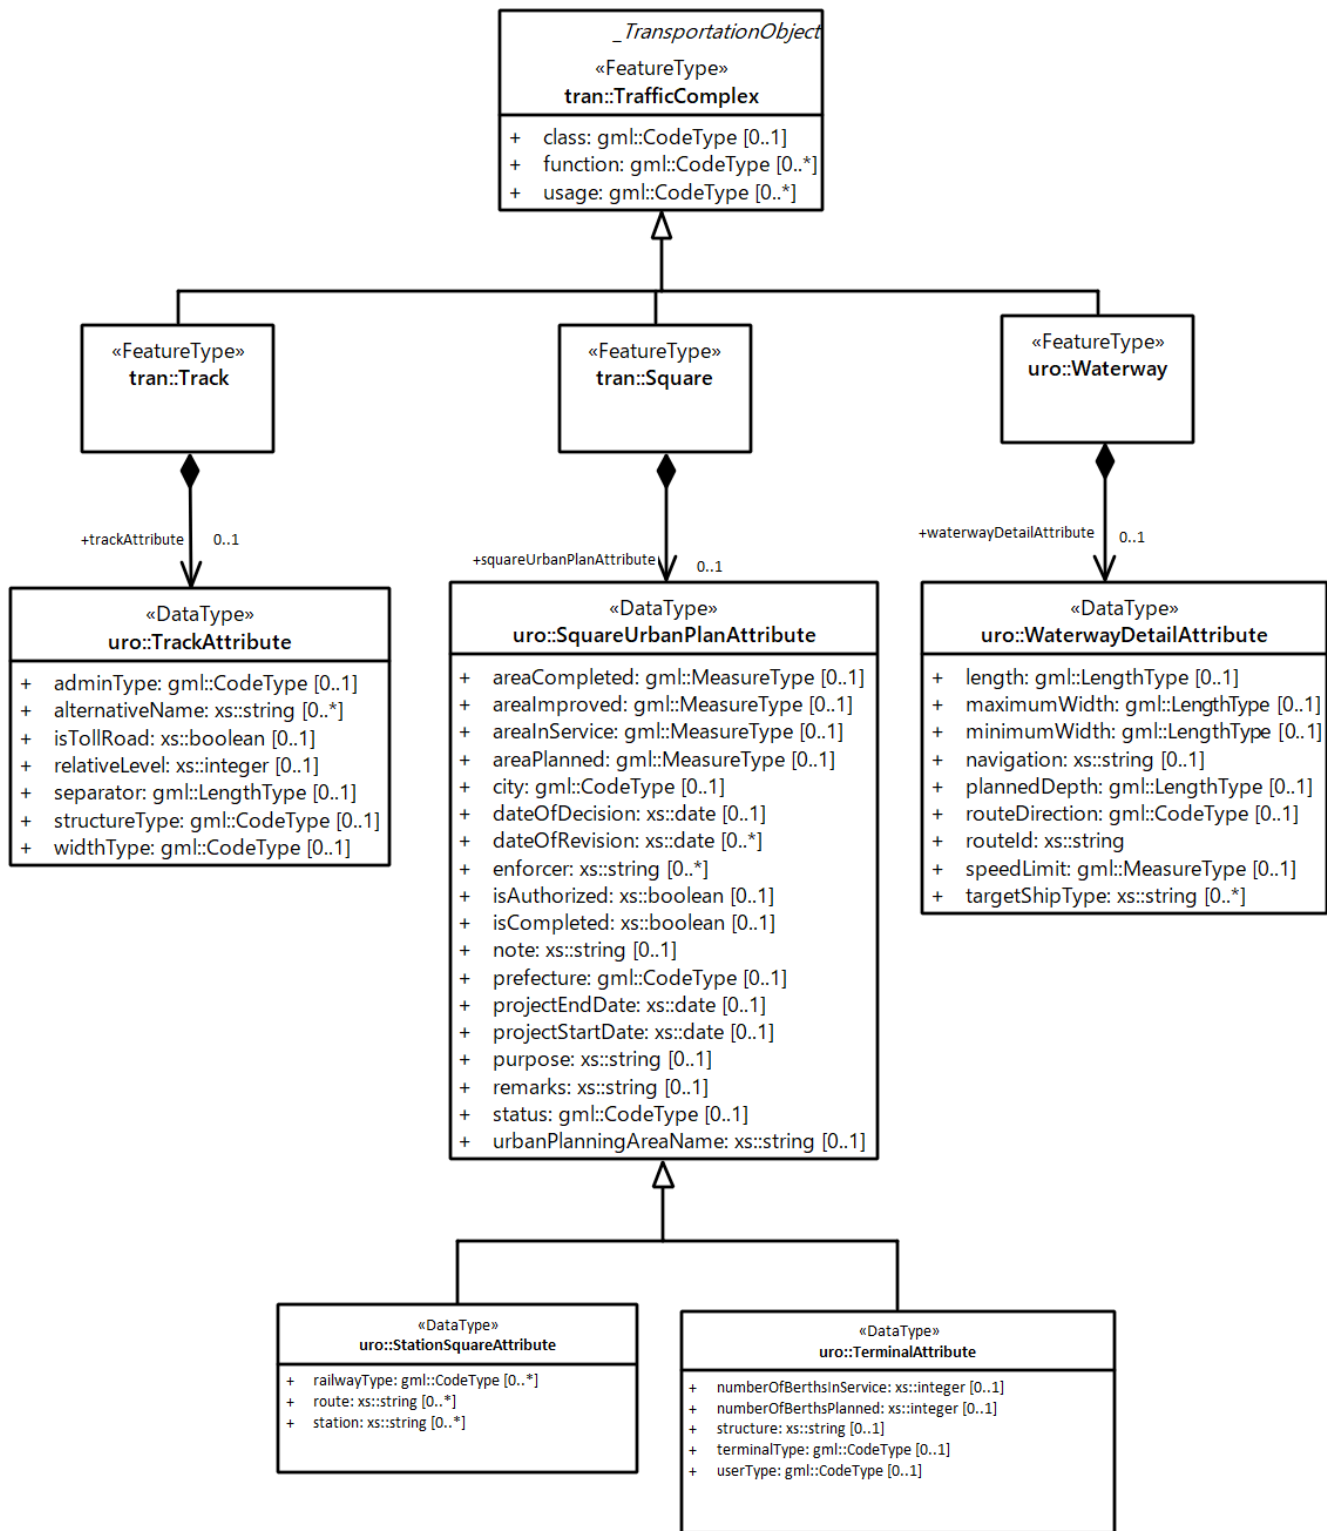 _TransportationObject
«FeatureType»
tran::TrafficComplex
+ class: gml::CodeType [0..1]
+ function: gml::CodeType [0..*]
+ usage: gml::CodeType [0..*]
«FeatureType»
tran::Track
«FeatureType»
tran::Square
«FeatureType»
uro::Waterway
+trackAttribute 0..1
+squareUrbanPlanAttribute 0..1
+waterwayDetailAttribute 0..1
«DataType»
uro::TrackAttribute
+ adminType: gml::CodeType [0..1]
+ alternativeName: xs::string [0..*]
+ isTollRoad: xs::boolean [0..1]
+ relativeLevel: xs::integer [0..1]
+ separator: gml::LengthType [0..1]
+ structureType: gml::CodeType [0..1]
+ widthType: gml::CodeType [0..1]
«DataType»
uro::SquareUrbanPlanAttribute
+ areaCompleted: gml::MeasureType [0..1]
+ areaImproved: gml::MeasureType [0..1]
+ areaInService: gml::MeasureType [0..1]
+ areaPlanned: gml::MeasureType [0..1]
+ city: gml::CodeType [0..1]
+ dateOfDecision: xs::date [0..1]
+ dateOfRevision: xs::date [0..*]
+ enforcer: xs::string [0..*]
+ isAuthorized: xs::boolean [0..1]
+ isCompleted: xs::boolean [0..1]
+ note: xs::string [0..1]
+ prefecture: gml::CodeType [0..1]
+ projectEndDate: xs::date [0..1]
+ projectStartDate: xs::date [0..1]
+ purpose: xs::string [0..1]
+ remarks: xs::string [0..1]
+ status: gml::CodeType [0..1]
+ urbanPlanningAreaName: xs::string [0..1]
«DataType»
uro::WaterwayDetailAttribute
+ length: gml::LengthType [0..1]
+ maximumWidth: gml::LengthType [0..1]
+ minimumWidth: gml::LengthType [0..1]
+ navigation: xs::string [0..1]
+ plannedDepth: gml::LengthType [0..1]
+ routeDirection: gml::CodeType [0..1]
+ routeId: xs::string
+ speedLimit: gml::MeasureType [0..1]
+ targetShipType: xs::string [0..*]
«DataType»
uro::StationSquareAttribute
+ railwayType: gml::CodeType [0..*]
+ route: xs::string [0..*]
+ station: xs::string [0..*]
«DataType»
uro::TerminalAttribute
+ numberOfBerthsInService: xs::integer [0..1]
+ numberOfBerthsPlanned: xs::integer [0..1]
+ structure: xs::string [0..1]
+ terminalType: gml::CodeType [0..1]
+ userType: gml::CodeType [0..1]